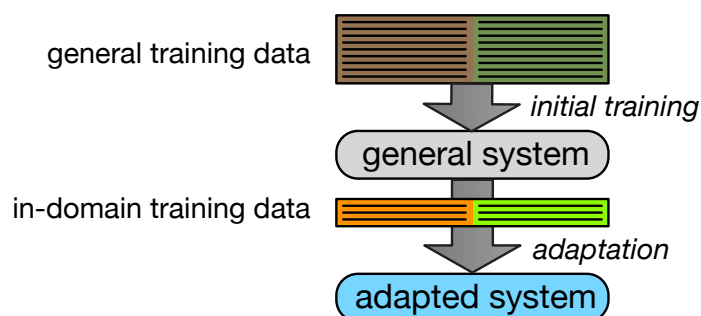 general training data
initial training
general system
in-domain training data
adaptation
adapted system